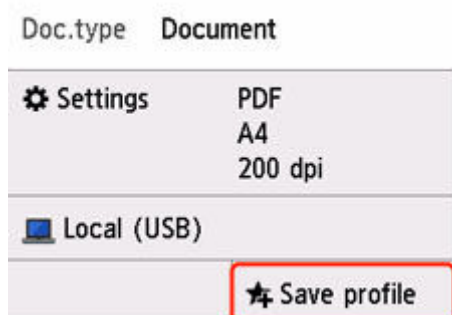 Doc.type Document
Settings PDF
A4
200 dpi
Local (USB)
Save profile